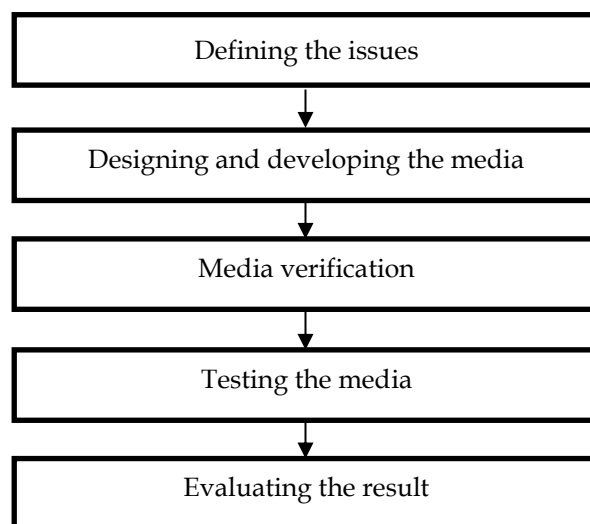 Defining the issues
Designing and developing the media
Media verification
Testing the media
Evaluating the result